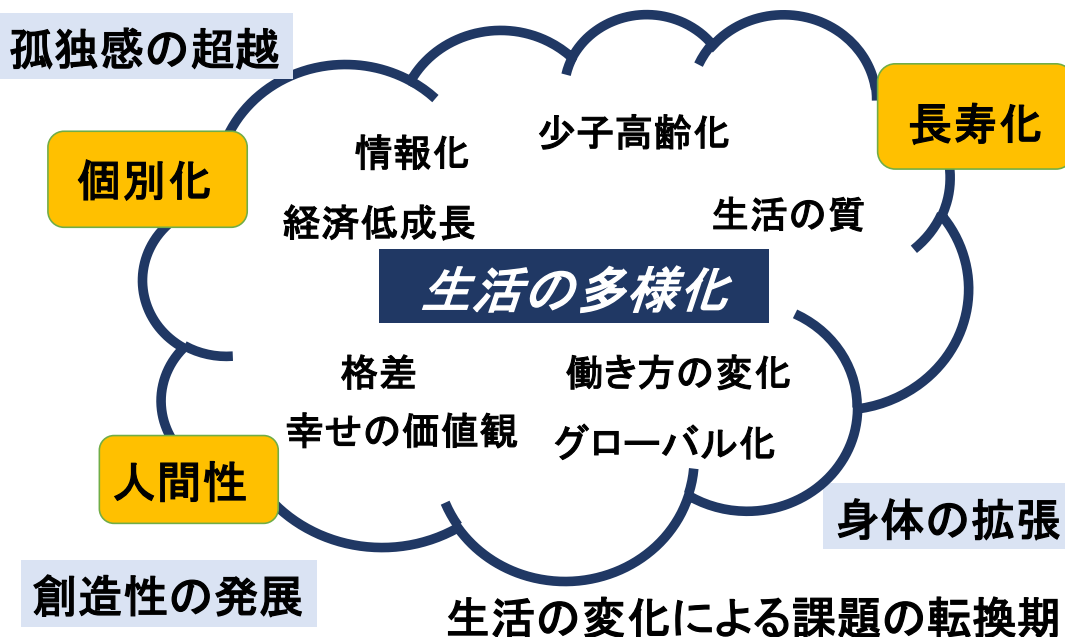 孤独感の超越
長寿化
少子高齢化
情報化
個別化
経済低成長
生活の質
生活の多様化
格差
働き方の変化
幸せの価値観
グローバル化
人間性
身体の拡張
創造性の発展
生活の変化による課題の転換期